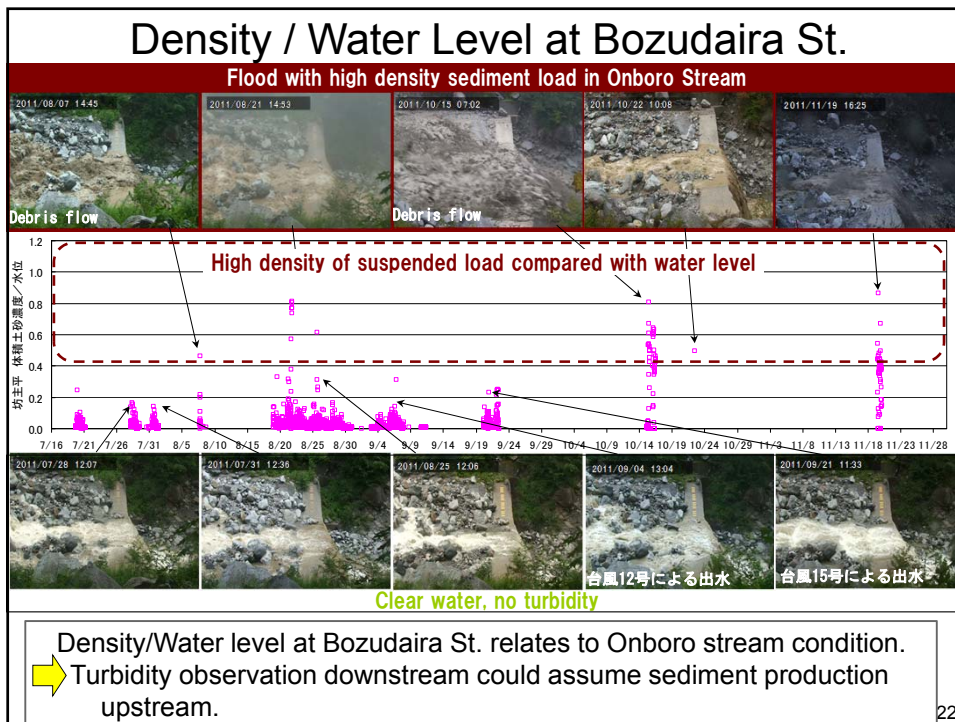 Density / Water Level at Bozudaira St.
Flood with high density sediment load in Onboro Stream
2011/08/07 14:45
2011/08/21 14:53
2011/10/15 07:02
2011/10/22 10:08
2011/11/19 16:25
Debris flow
Debris flow
坊主平 体積土砂濃度／水位
1.2
1.0
0.8
0.6
0.4
0.2
0.0
High density of suspended load compared with water level
7/16 7/21 7/26 7/31 8/5 8/10 8/15 8/20 8/25 8/30 9/4 9/9 9/14 9/19 9/24 9/29 10/4 10/9 10/14 10/19 10/24 10/29 11/3 11/8 11/13 11/18 11/23 11/28
2011/07/28 12:07
2011/07/31 12:36
2011/08/25 12:06
2011/09/04 13:04
2011/09/21 11:33
台風12号による出水
台風15号による出水
Clear water, no turbidity
Density/Water level at Bozudaira St. relates to Onboro stream condition.
Turbidity observation downstream could assume sediment production
upstream.
22